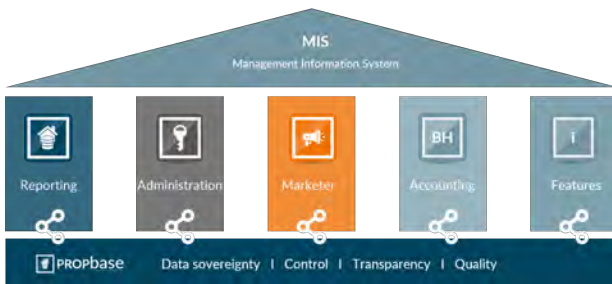 MIS
Management Information System
BH
i
Reporting
Administration
Marketer
Accounting
Features
PROPbase
Data sovereignty I Control I Transparency I Quality